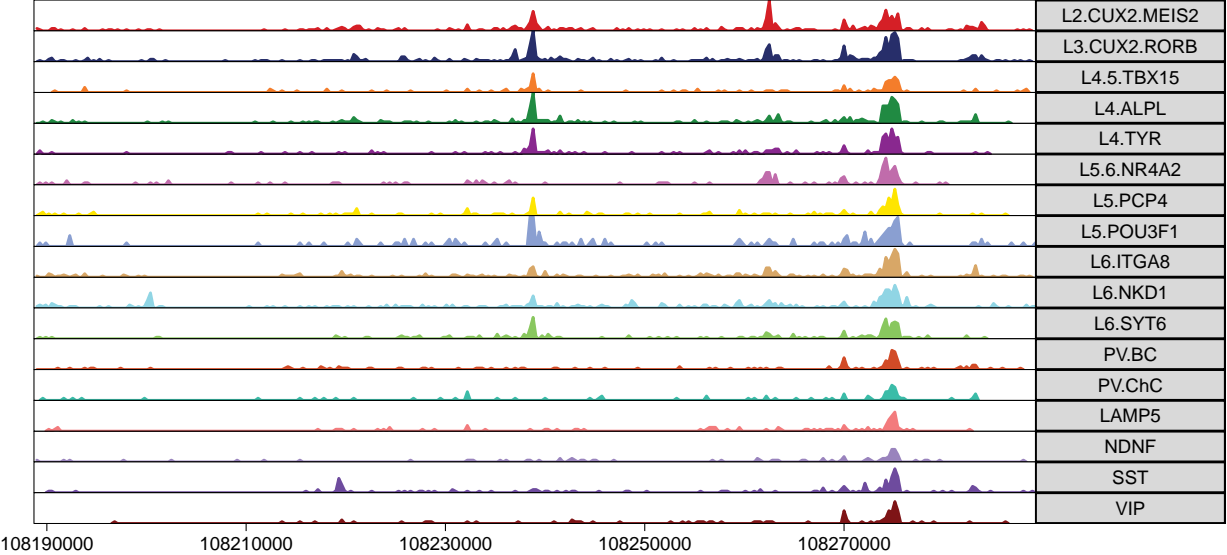 L2.CUX2.MEIS2
L3.CUX2.RORB
L4.5.TBX15
L4.ALPL
L4.TYR
L5.6.NR4A2
L5.PCP4
L5.POU3F1
L6.ITGA8
L6.NKD1
L6.SYT6
PV.BC
PV.ChC
LAMP5
NDNF
SST
VIP
108190000 108210000 108230000 108250000 108270000